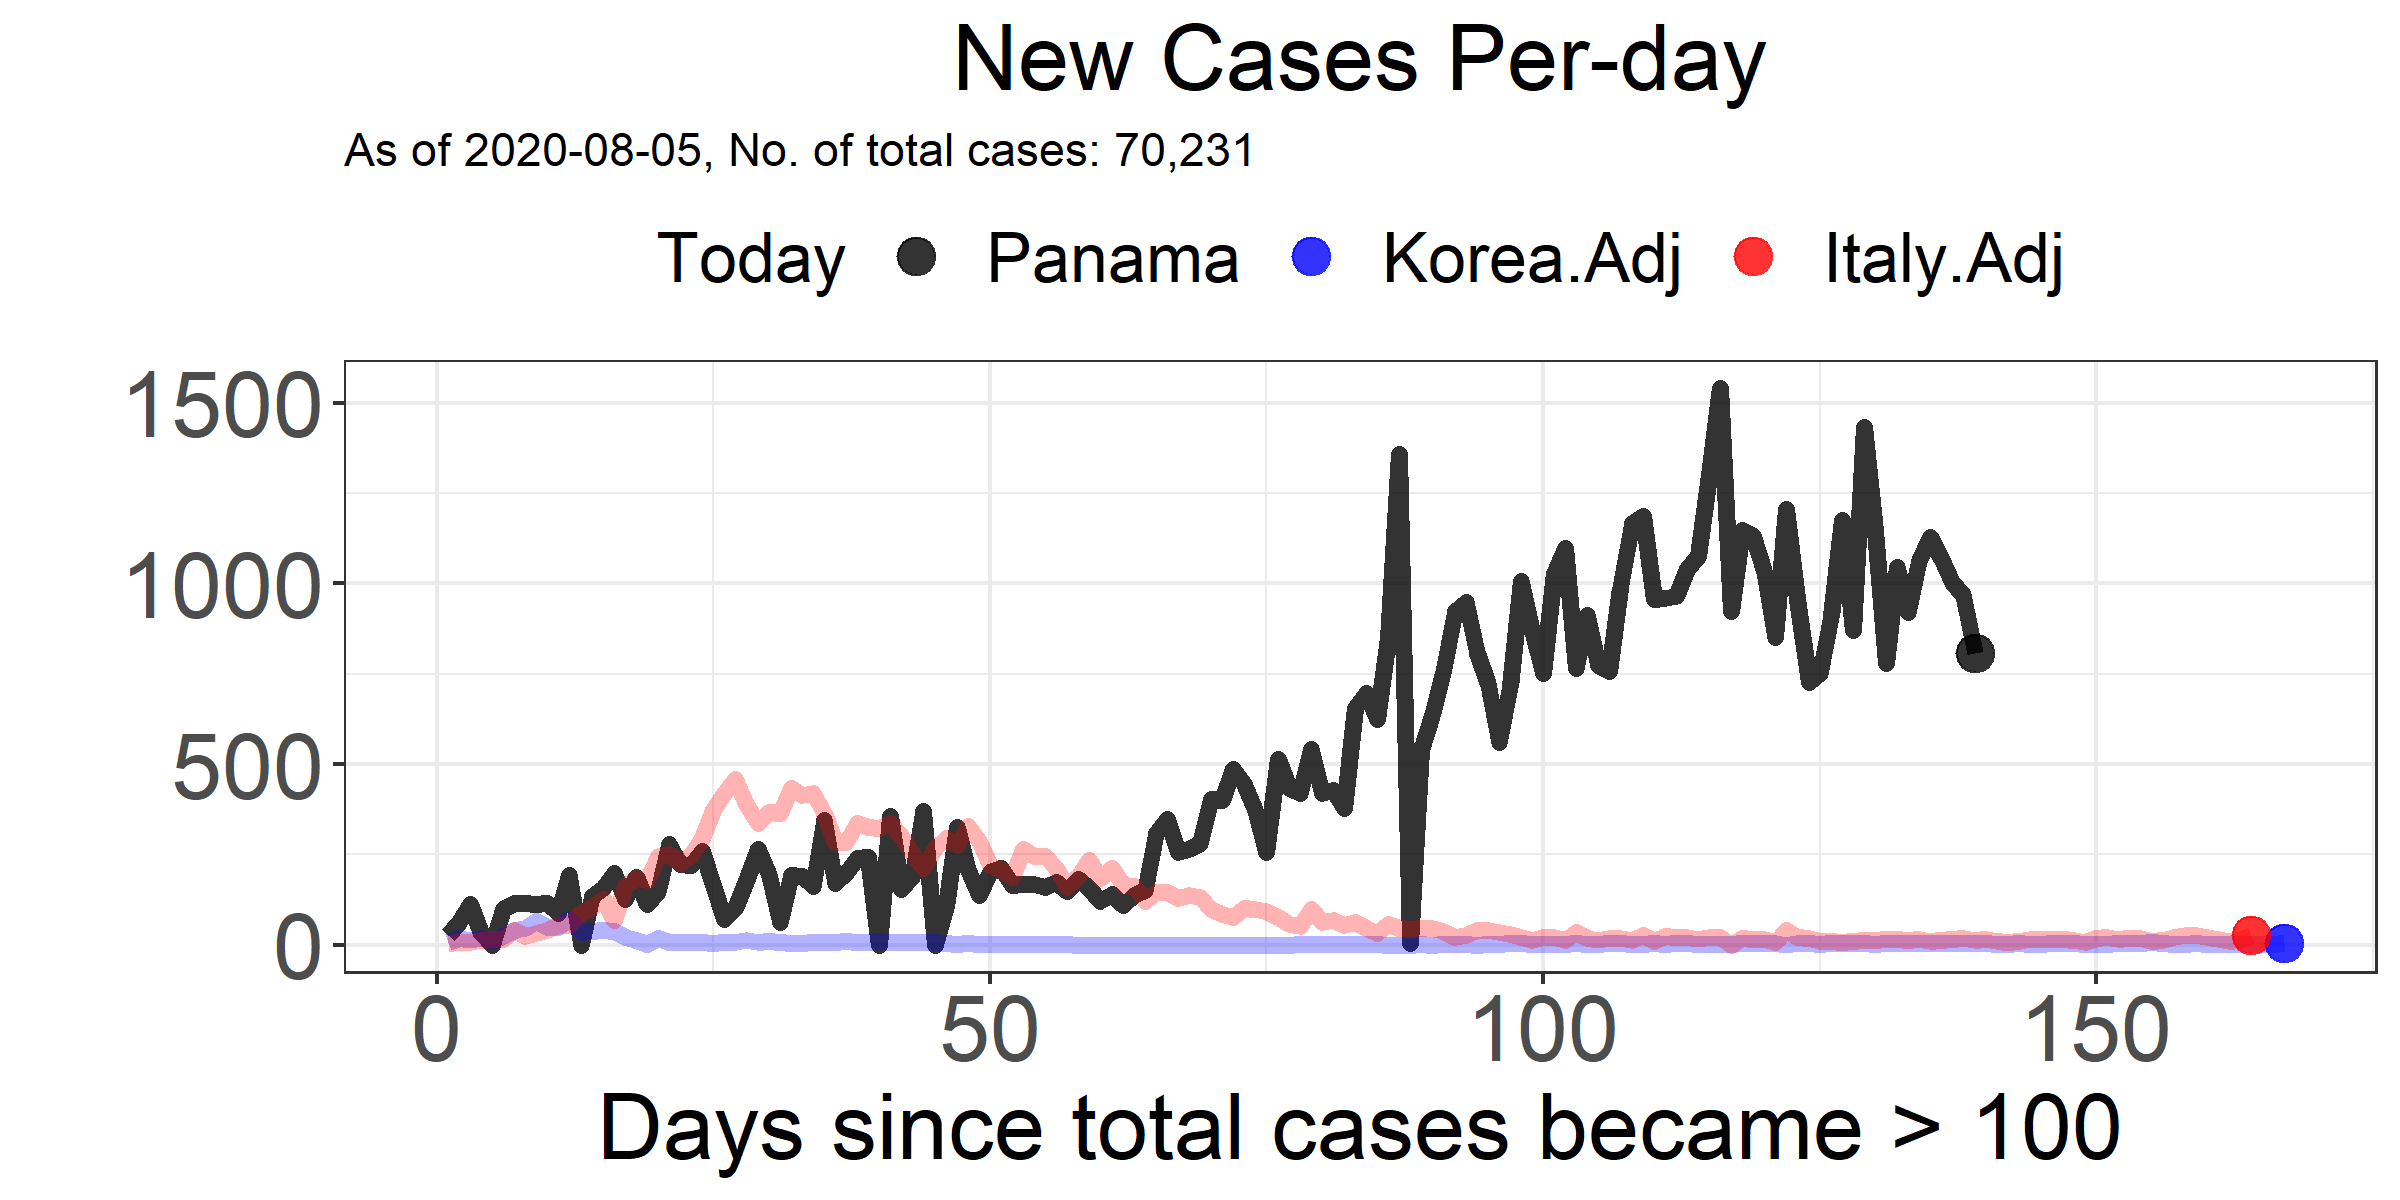 New Cases Per-day
As of 2020-08-05, No. of total cases: 70,231
Today Panama Korea.Adj Italy.Adj
1500
1000
500
0
0 50 100 150
Days since total cases became > 100